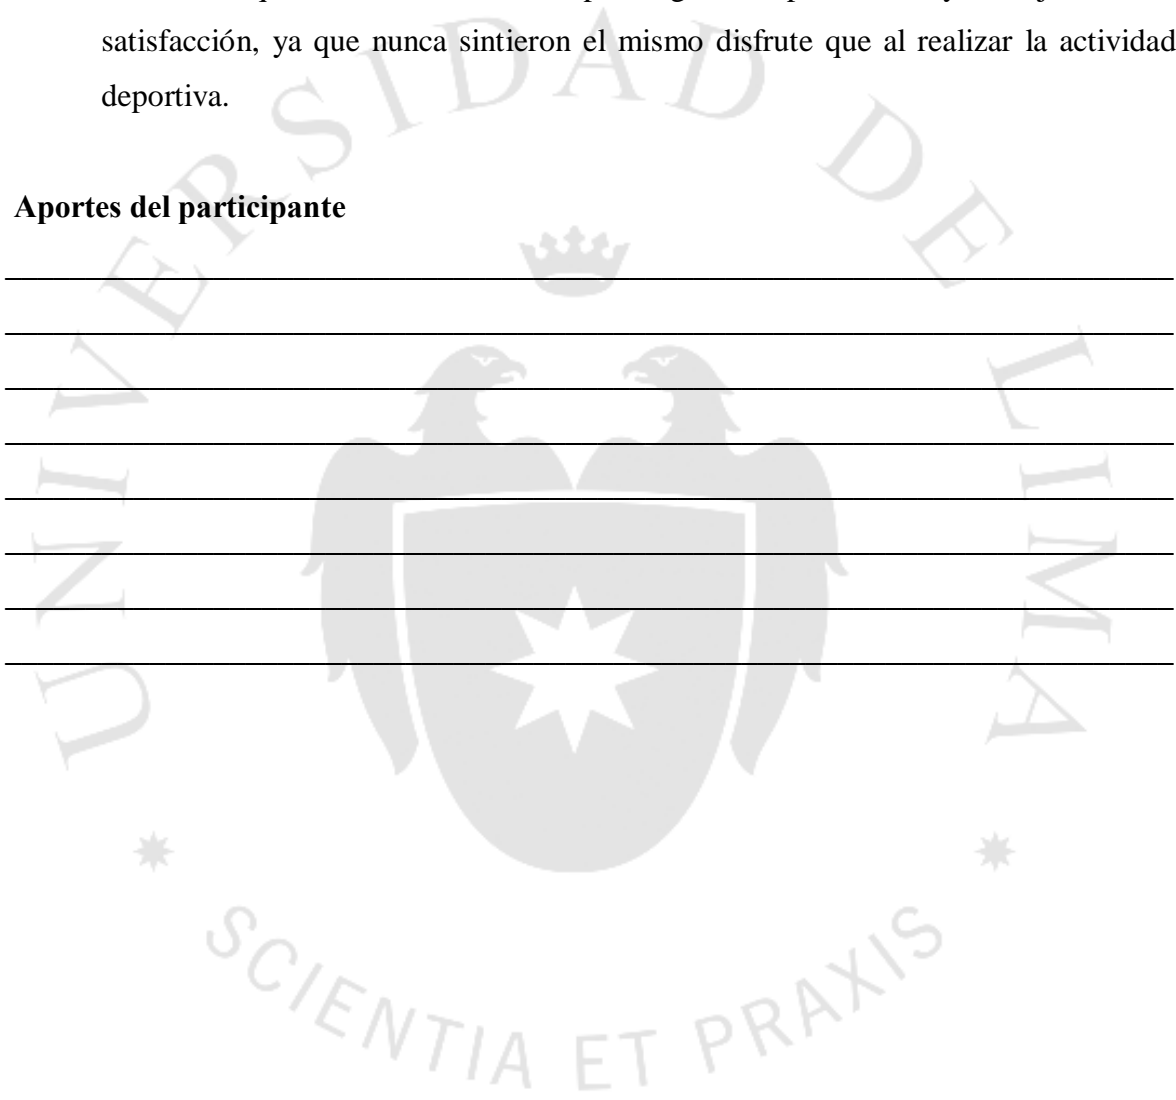 satisfacción, ya que nunca sintieron el mismo disfrute que al realizar la actividad
deportiva.
Aportes del participante
UNIVERSIDAD DE LIMA
SCIENTIA ET PRAXIS